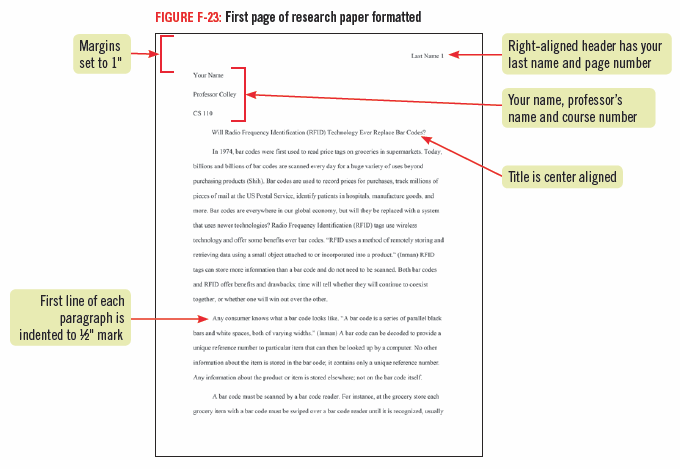 FIGURE F-23: First page of research paper formatted
Margins
set to 1"
Last Name 1
Right-aligned header has your
last name and page number
Your Name
Professor Colley
CS 110
Your name, professor's
name and course number
Will Radio Frequency Identification (RFID) Technology Ever Replace Bar Codes?
Title is center aligned
In 1974, bar codes were first used to read price tags on groceries in supermarkets. Today,
billions and billions of bar codes are scanned every day for a huge variety of uses beyond
purchasing products (Shih). Bar codes are used to record prices for purchases, track millions of
pieces of mail at the US Postal Service, identify patients in hospitals, manufacture goods, and
more. Bar codes are everywhere in our global economy, but will they be replaced with a system
that uses newer technologies? Radio Frequency Identification (RFID) tags use wireless
technology and offer some benefits over bar codes. "RFID uses a method of remotely storing and
retrieving data using a small object attached to or incorporated into a product." (Inman) RFID
tags can store more information than a bar code and do not need to be scanned. Both bar codes
and RFID offer benefits and drawbacks; time will tell whether they will continue to coexist
together, or whether one will win out over the other.
First line of each
paragraph is
indented to ½" mark
Any consumer knows what a bar code looks like. "A bar code is a series of parallel black
bars and white spaces, both of varying widths." (Inman) A bar code can be decoded to provide a
unique reference number to particular item that can then be looked up by a computer. No other
information about the item is stored in the bar code; it contains only a unique reference number.
Any information about the product or item is stored elsewhere; not on the bar code itself.
A bar code must be scanned by a bar code reader. For instance, at the grocery store each
grocery item with a bar code must be swiped over a bar code reader until it is recognized, usually